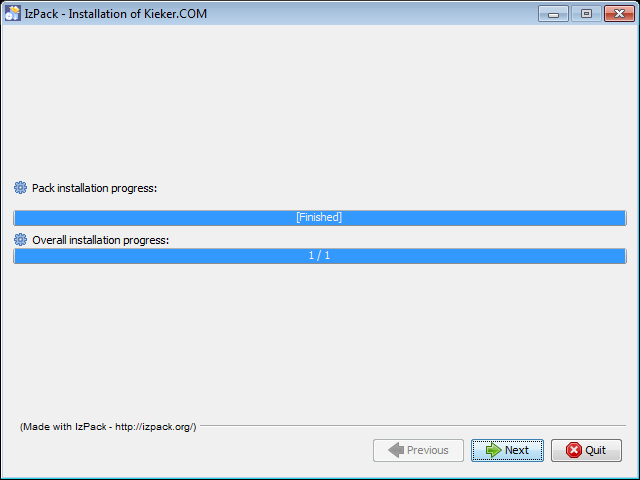 IzPack - Installation of Kieker.COM
Pack installation progress:
[Finished]
Overall installation progress:
1 / 1
(Made with IzPack - http://izpack.org/)
Previous Next Quit